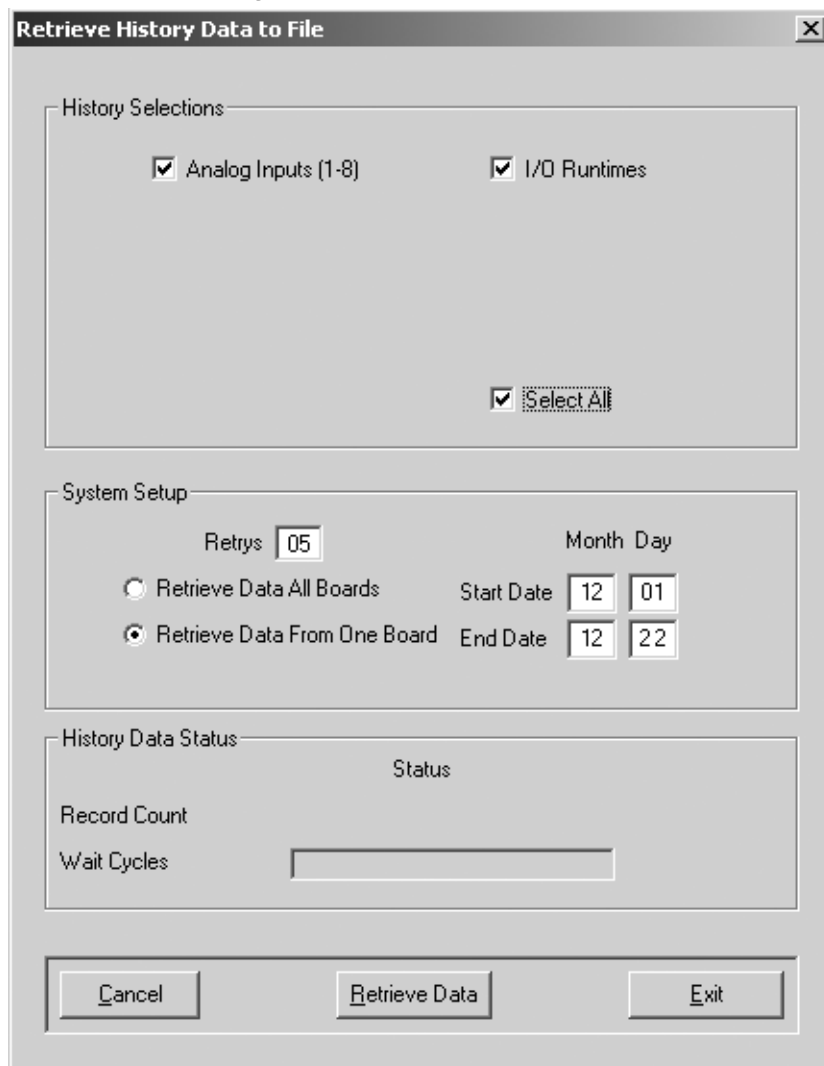 Retrieve History Data to File
History Selections
Analog Inputs (1-8)
I/O Runtimes
Select All
System Setup
Retrys 05
Month Day
Retrieve Data All Boards
Start Date 12 01
Retrieve Data From One Board
End Date 12 22
History Data Status
Status
Record Count
Wait Cycles
Cancel
Retrieve Data
Exit